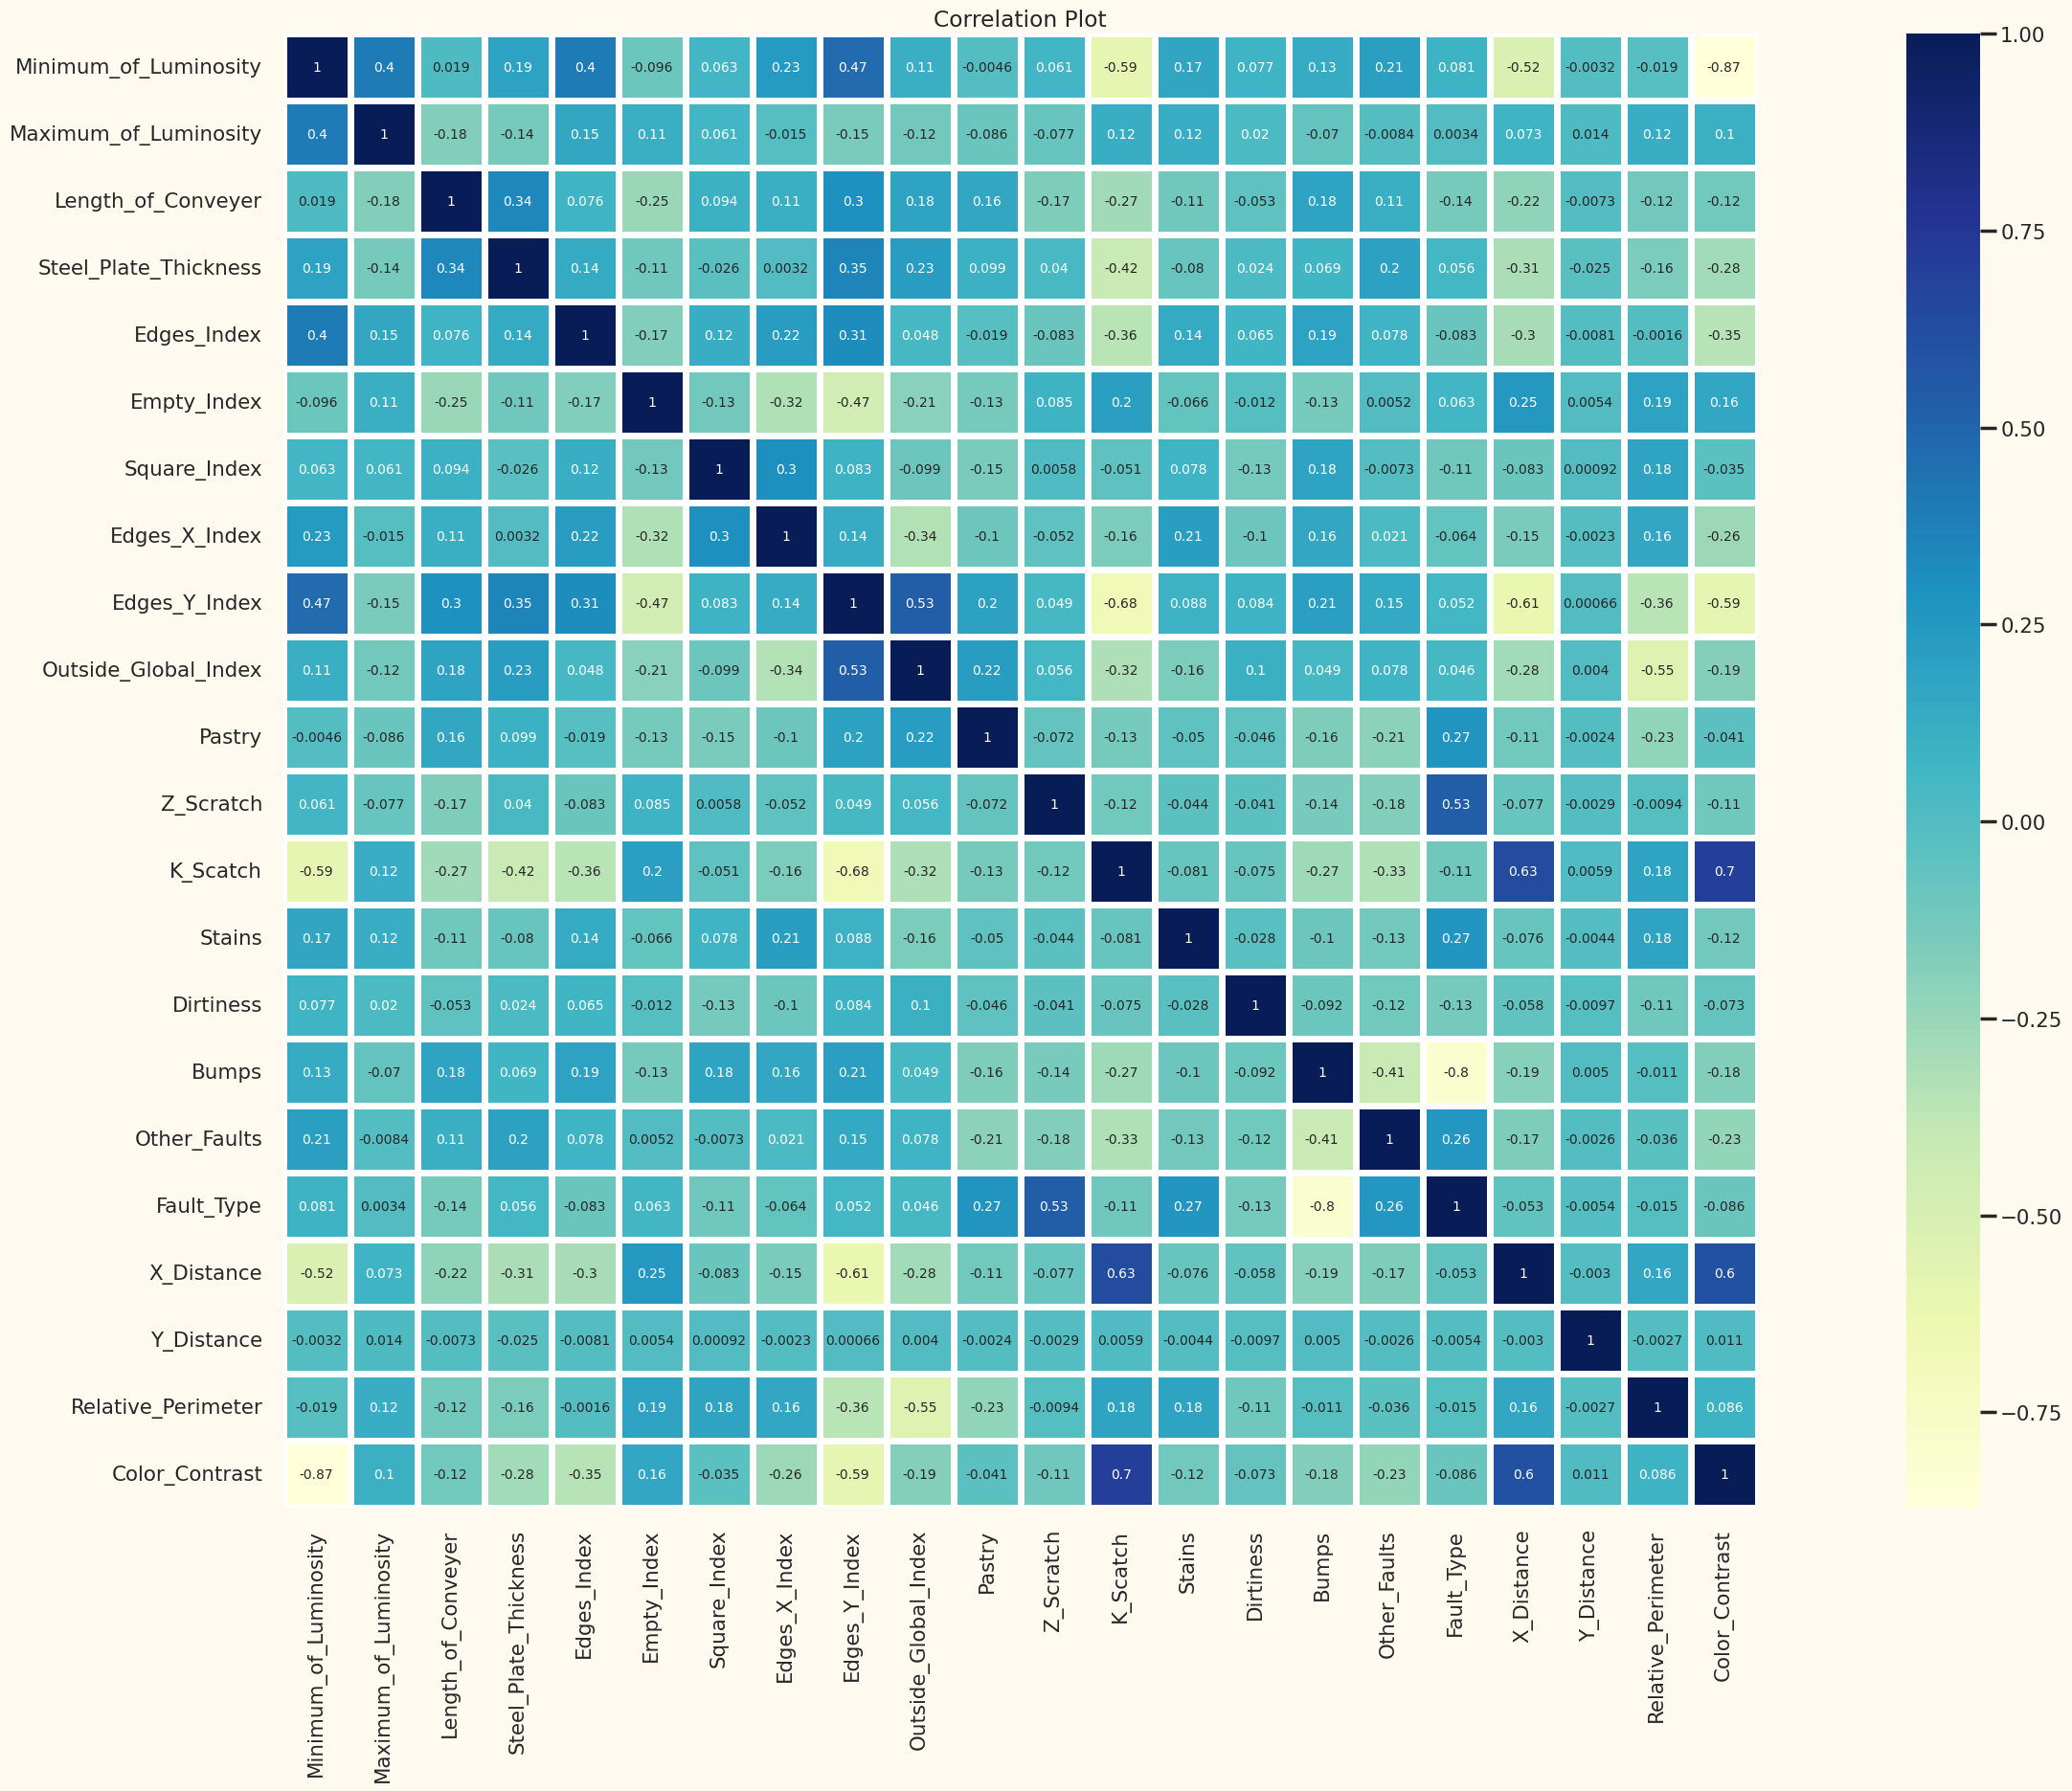 Correlation Plot
Minimum_of_Luminosity 1 0.4 0.019 0.19 0.4 -0.096 0.063 0.23 0.47 0.11 -0.0046 0.061 -0.59 0.17 0.077 0.13 0.21 0.081 -0.52 -0.0032 -0.019 -0.87
Maximum_of_Luminosity 0.4 1 -0.18 -0.14 0.15 0.11 0.061 -0.015 -0.15 -0.12 -0.086 -0.077 0.12 0.12 0.02 -0.07 -0.0084 0.0034 0.073 0.014 0.12 0.1
Length_of_Conveyer 0.019 -0.18 1 0.34 0.076 -0.25 0.094 0.11 0.3 0.18 0.16 -0.17 -0.27 -0.11 -0.053 0.18 0.11 -0.14 -0.22 -0.0073 -0.12 -0.12
Steel_Plate_Thickness 0.19 -0.14 0.34 1 0.14 -0.11 -0.026 0.0032 0.35 0.23 0.099 0.04 -0.42 -0.08 0.024 0.069 0.2 0.056 -0.31 -0.025 -0.16 -0.28
Edges_Index 0.4 0.15 0.076 0.14 1 -0.17 0.12 0.22 0.31 0.048 -0.019 -0.083 -0.36 0.14 0.065 0.19 0.078 -0.083 -0.3 -0.0081 -0.0016 -0.35
Empty_Index -0.096 0.11 -0.25 -0.11 -0.17 1 -0.13 -0.32 -0.47 -0.21 -0.13 0.085 0.2 -0.066 -0.012 -0.13 0.0052 0.063 0.25 0.0054 0.19 0.16
Square_Index 0.063 0.061 0.094 -0.026 0.12 -0.13 1 0.3 0.083 -0.099 -0.15 0.0058 -0.051 0.078 -0.13 0.18 -0.0073 -0.11 -0.083 0.00092 0.18 -0.035
Edges_X_Index 0.23 -0.015 0.11 0.0032 0.22 -0.32 0.3 1 0.14 -0.34 -0.1 -0.052 -0.16 0.21 -0.1 0.16 0.021 -0.064 -0.15 -0.0023 0.16 -0.26
Edges_Y_Index 0.47 -0.15 0.3 0.35 0.31 -0.47 0.083 0.14 1 0.53 0.2 0.049 -0.68 0.088 0.084 0.21 0.15 0.052 -0.61 0.00066 -0.36 -0.59
Outside_Global_Index 0.11 -0.12 0.18 0.23 0.048 -0.21 -0.099 -0.34 0.53 1 0.22 0.056 -0.32 -0.16 0.1 0.049 0.078 0.046 -0.28 0.004 -0.55 -0.19
Pastry -0.0046 -0.086 0.16 0.099 -0.019 -0.13 -0.15 -0.1 0.2 0.22 1 -0.072 -0.13 -0.05 -0.046 -0.16 -0.21 0.27 -0.11 -0.0024 -0.23 -0.041
Z_Scratch 0.061 -0.077 -0.17 0.04 -0.083 0.085 0.0058 -0.052 0.049 0.056 -0.072 1 -0.12 -0.044 -0.041 -0.14 -0.18 0.53 -0.077 -0.0029 -0.0094 -0.11
K_Scatch -0.59 0.12 -0.27 -0.42 -0.36 0.2 -0.051 -0.16 -0.68 -0.32 -0.13 -0.12 1 -0.081 -0.075 -0.27 -0.33 -0.11 0.63 0.0059 0.18 0.7
Stains 0.17 0.12 -0.11 -0.08 0.14 -0.066 0.078 0.21 0.088 -0.16 -0.05 -0.044 -0.081 1 -0.028 -0.1 -0.13 0.27 -0.076 -0.0044 0.18 -0.12
Dirtiness 0.077 0.02 -0.053 0.024 0.065 -0.012 -0.13 -0.1 0.084 0.1 -0.046 -0.041 -0.075 -0.028 1 -0.092 -0.12 -0.13 -0.058 -0.0097 -0.11 -0.073
Bumps 0.13 -0.07 0.18 0.069 0.19 -0.13 0.18 0.16 0.21 0.049 -0.16 -0.14 -0.27 -0.1 -0.092 1 -0.41 -0.8 -0.19 0.005 -0.011 -0.18
Other_Faults 0.21 -0.0084 0.11 0.2 0.078 0.0052 -0.0073 0.021 0.15 0.078 -0.21 -0.18 -0.33 -0.13 -0.12 -0.41 1 0.26 -0.17 -0.0026 -0.036 -0.23
Fault_Type 0.081 0.0034 -0.14 0.056 -0.083 0.063 -0.11 -0.064 0.052 0.046 0.27 0.53 -0.11 0.27 -0.13 -0.8 0.26 1 -0.053 -0.0054 -0.015 -0.086
X_Distance -0.52 0.073 -0.22 -0.31 -0.3 0.25 -0.083 -0.15 -0.61 -0.28 -0.11 -0.077 0.63 -0.076 -0.058 -0.19 -0.17 -0.053 1 -0.003 0.16 0.6
Y_Distance -0.0032 0.014 -0.0073 -0.025 -0.0081 0.0054 0.00092 -0.0023 0.00066 0.004 -0.0024 -0.0029 0.0059 -0.0044 -0.0097 0.005 -0.0026 -0.0054 -0.003 1 -0.0027 0.011
Relative_Perimeter -0.019 0.12 -0.12 -0.16 -0.0016 0.19 0.18 0.16 -0.36 -0.55 -0.23 -0.0094 0.18 0.18 -0.11 -0.011 -0.036 -0.015 0.16 -0.0027 1 0.086
Color_Contrast -0.87 0.1 -0.12 -0.28 -0.35 0.16 -0.035 -0.26 -0.59 -0.19 -0.041 -0.11 0.7 -0.12 -0.073 -0.18 -0.23 -0.086 0.6 0.011 0.086 1
Minimum_of_Luminosity
Maximum_of_Luminosity
Length_of_Conveyer
Steel_Plate_Thickness
Edges_Index
Empty_Index
Square_Index
Edges_X_Index
Edges_Y_Index
Outside_Global_Index
Pastry
Z_Scratch
K_Scatch
Stains
Dirtiness
Bumps
Other_Faults
Fault_Type
X_Distance
Y_Distance
Relative_Perimeter
Color_Contrast
1.00
0.75
0.50
0.25
0.00
−0.25
−0.50
−0.75